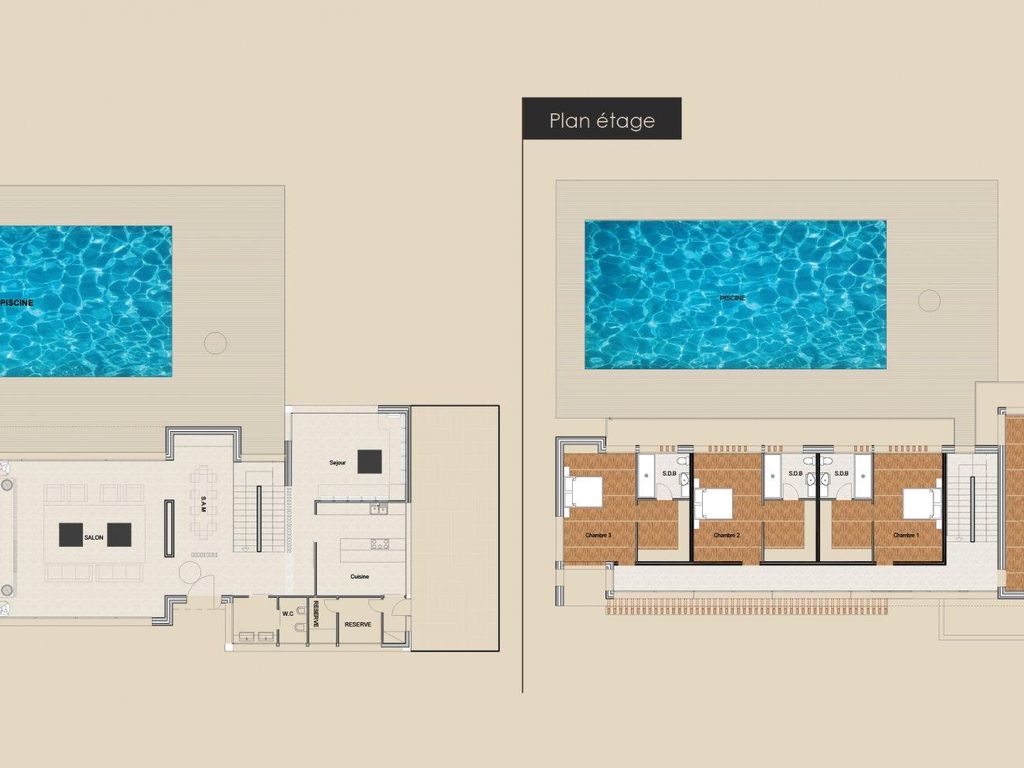 Plan étage
PISCINE
Sejour
S.A.M
SALON
Cuisine
W.C
RESERVE
RESERVE
PISCINE
S.D.B
S.D.B
S.D.B
Chambre 3
Chambre 2
Chambre 1